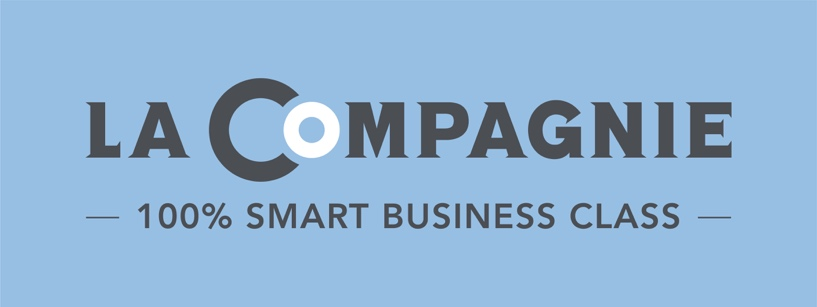 LA COMPAGNIE
— 100% SMART BUSINESS CLASS —